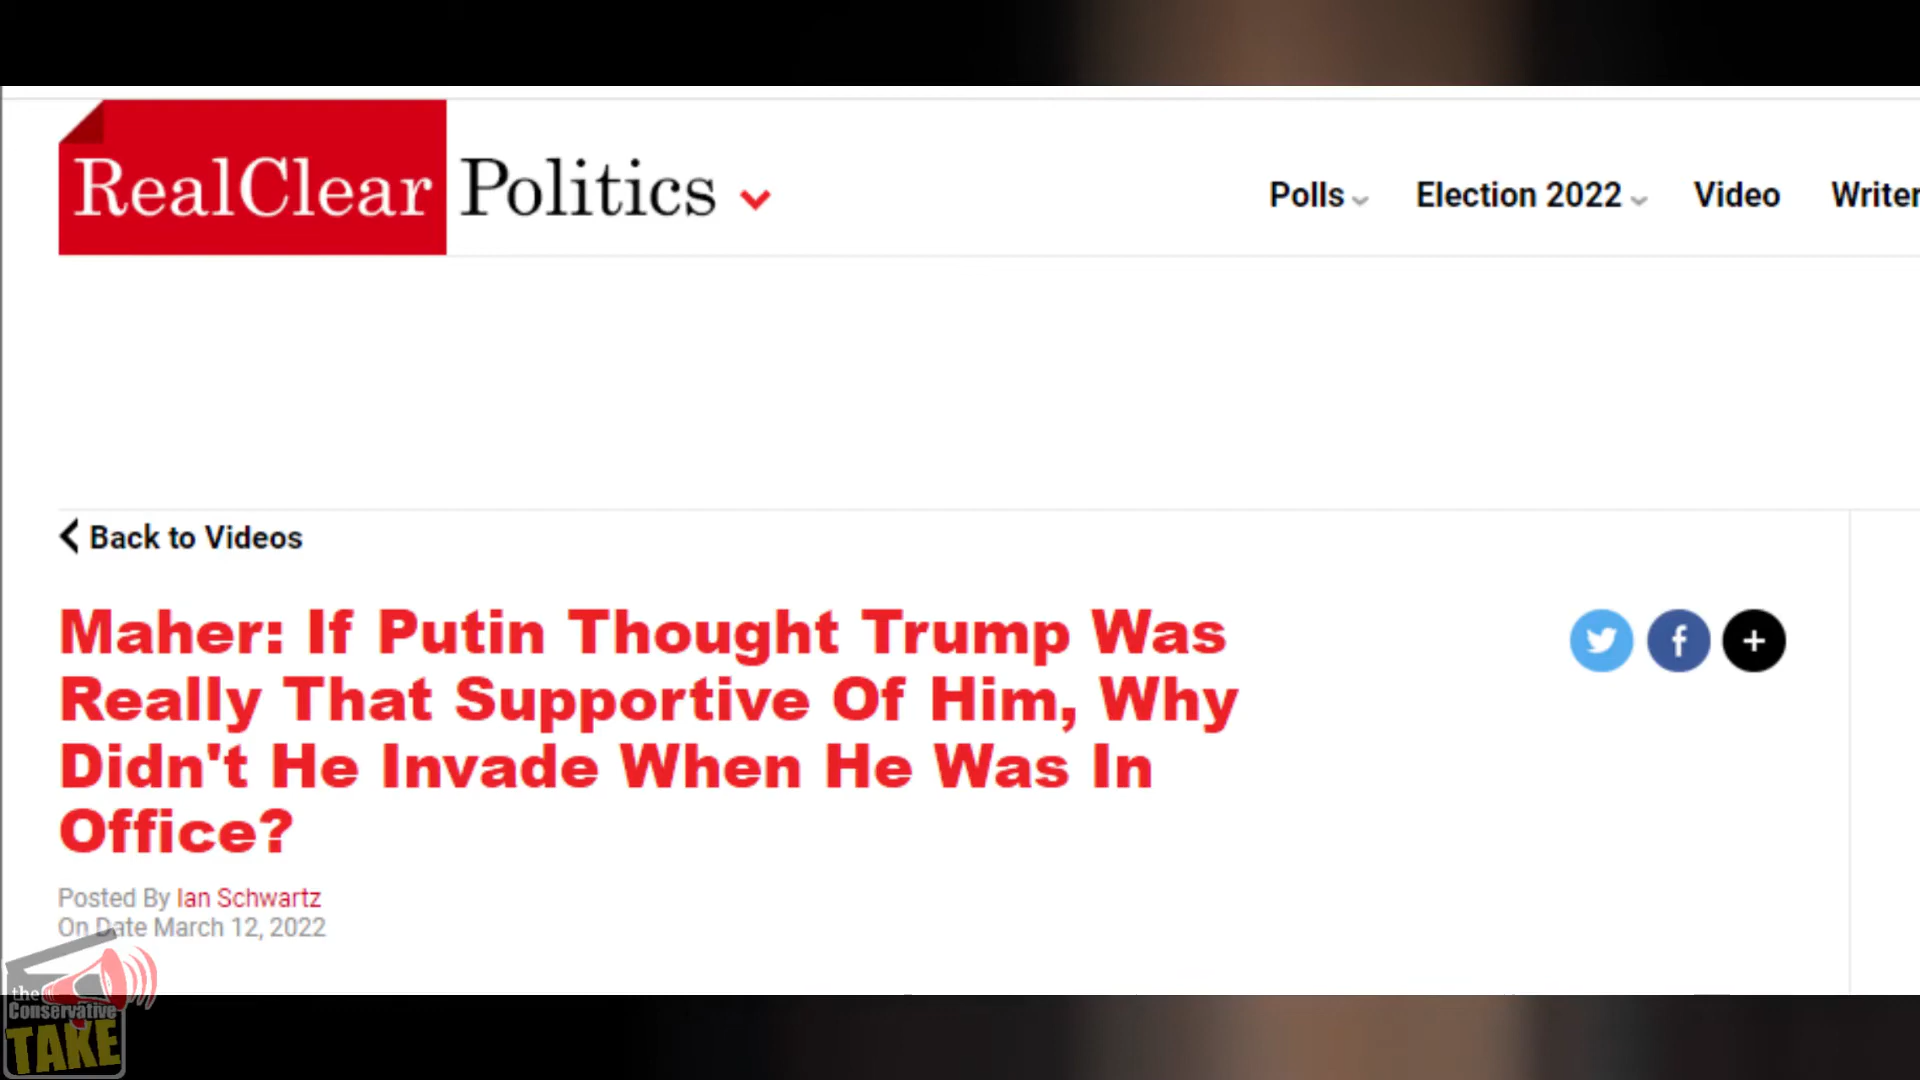 RealClear Politics
Polls
Election 2022
Video
Writer
Back to Videos
Maher: If Putin Thought Trump Was
Really That Supportive Of Him, Why
Didn't He Invade When He Was In
Office?
Posted By Ian Schwartz
On Date March 12, 2022
the
Conservative
TAKE